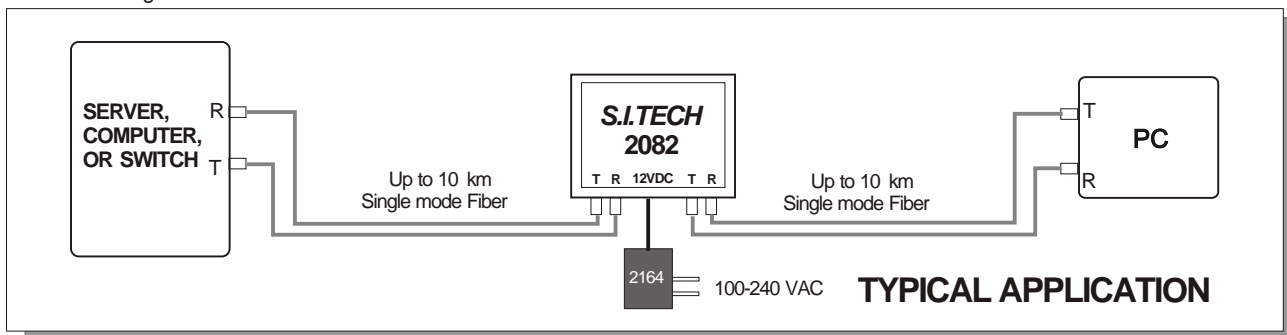 SERVER,
COMPUTER,
OR SWITCH
R
T
Up to 10 km
Single mode Fiber
S.I.TECH
2082
T R 12VDC T R
2164
100-240 VAC
Up to 10 km
Single mode Fiber
T
R
PC
TYPICAL APPLICATION